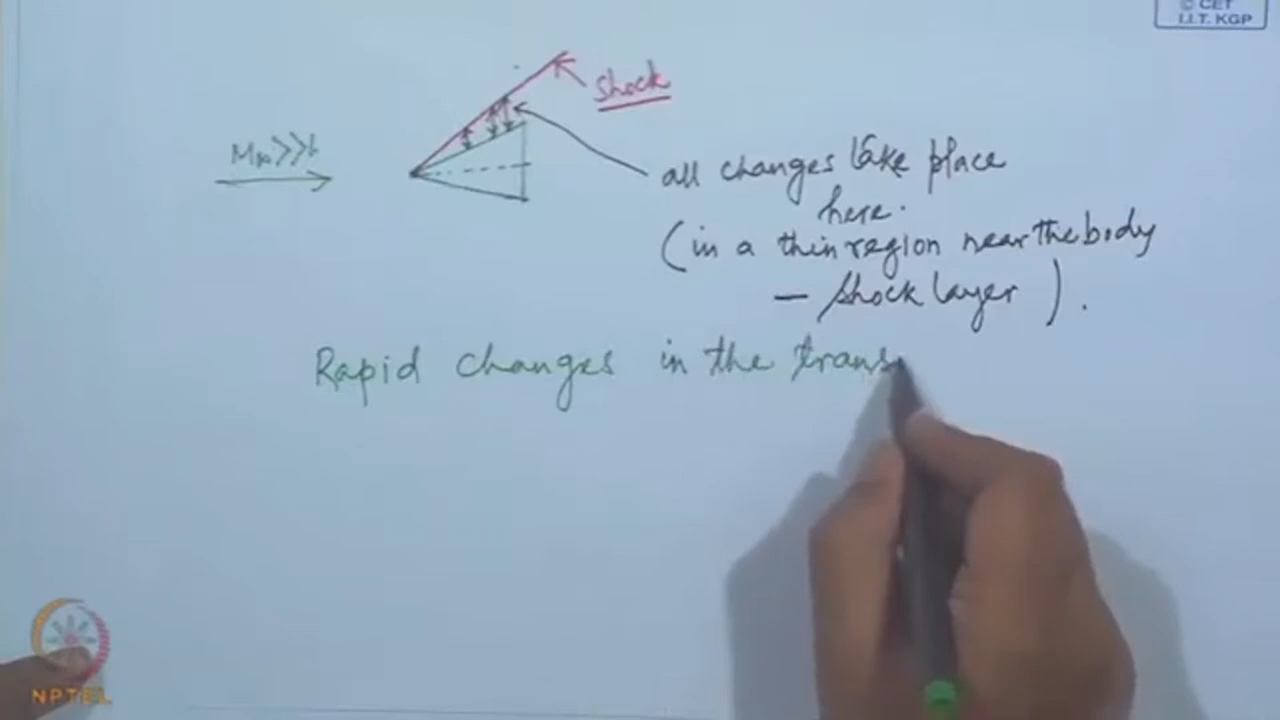 © CET
I.I.T. KGP
Shock
M∞>>1
all changes take place
here.
(in a thin region near the body
— shock layer).
Rapid changes in the trans
NPTEL